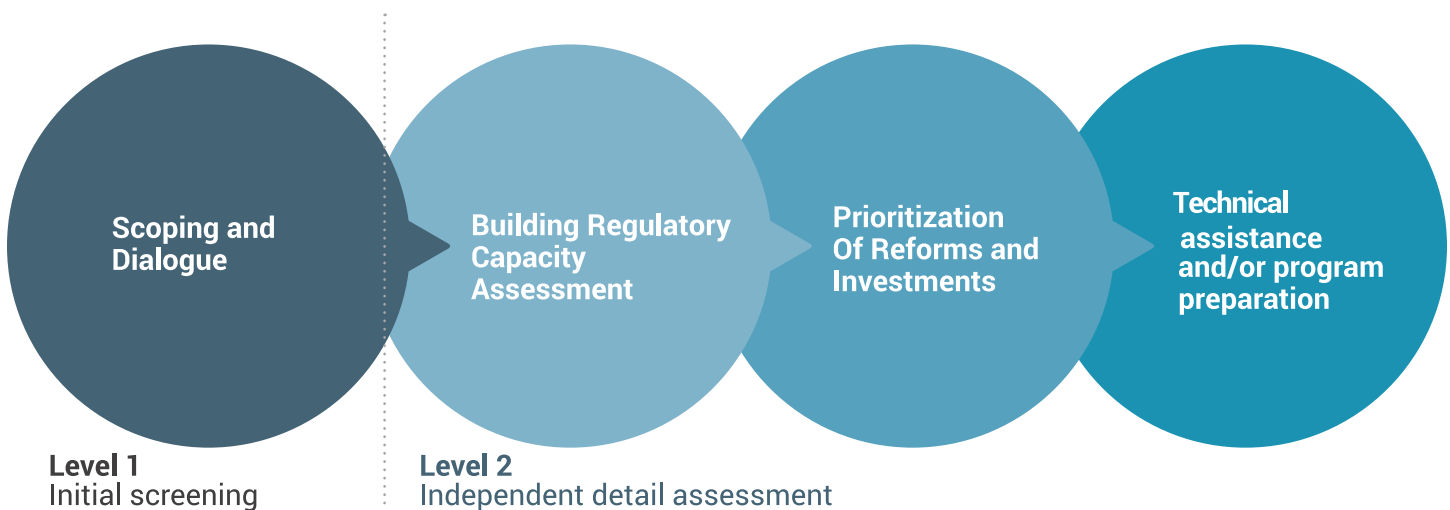 Scoping and
Dialogue
Building Regulatory
Capacity
Assessment
Prioritization
Of Reforms and
Investments
Technical
assistance
and/or program
preparation
Level 1
Initial screening
Level 2
Independent detail assessment